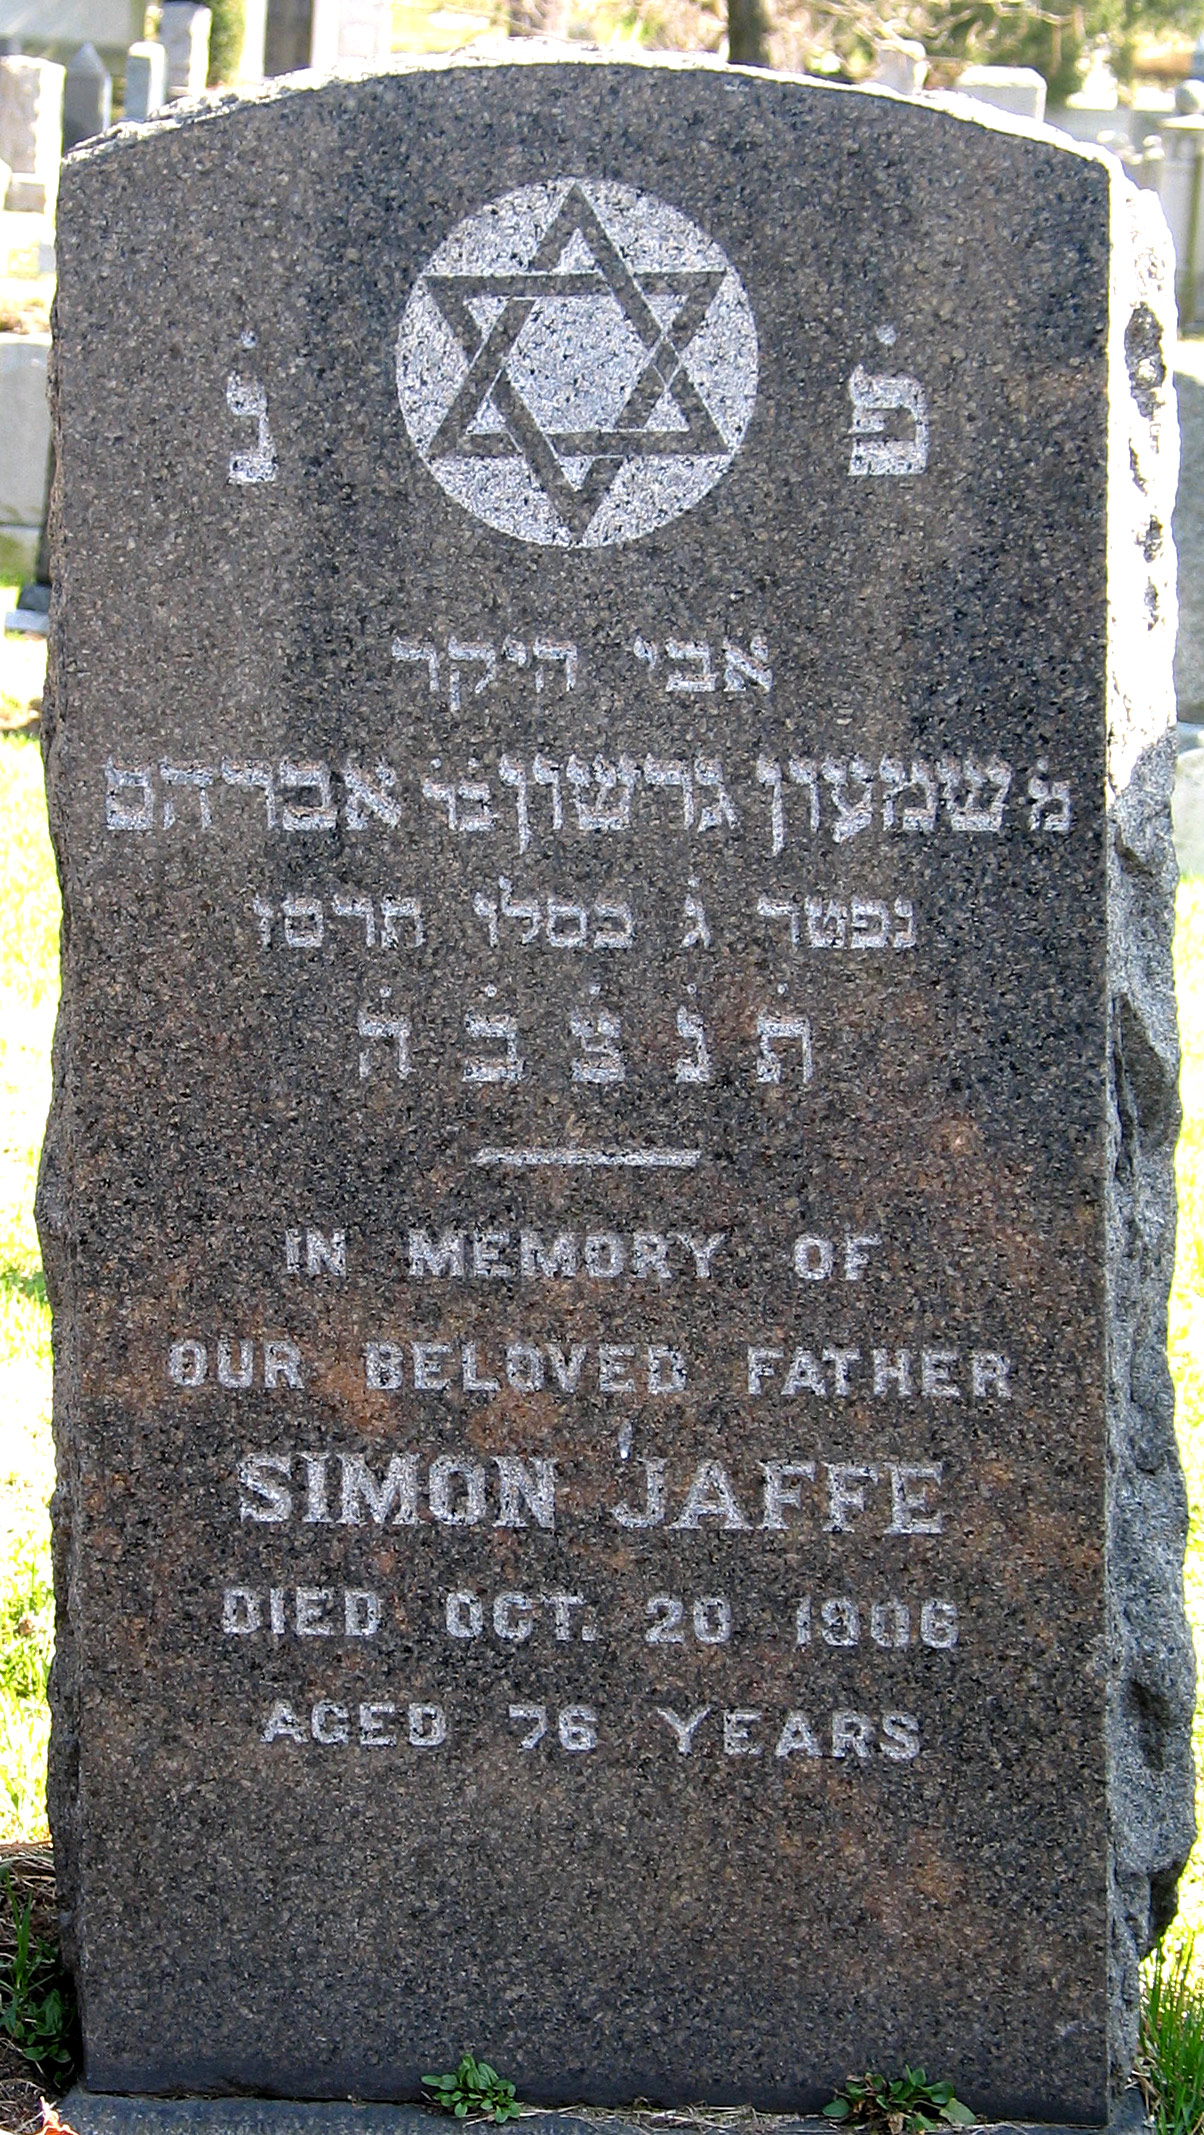 פ נ
אבי היקר
מ שמעון גרשון בר אברהם
נפטר ג כסלו תרסז
ת נ צ ב ה
IN MEMORY OF
OUR BELOVED FATHER
SIMON JAFFE
DIED OCT. 20 1906
AGED 76 YEARS